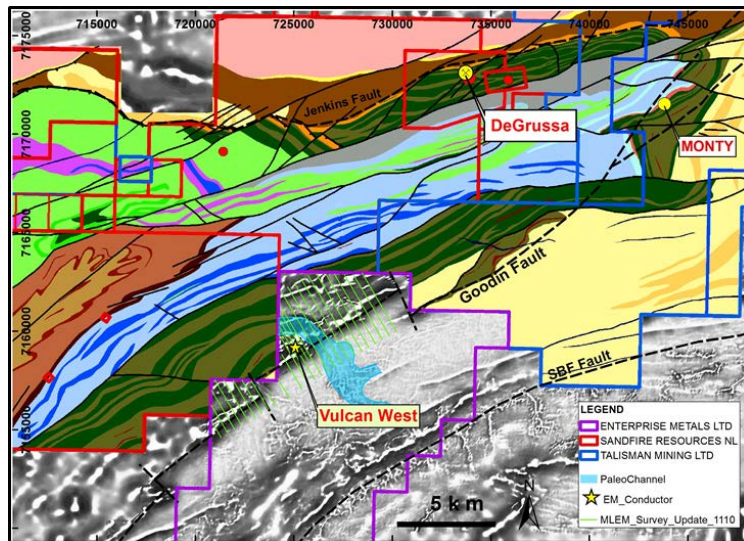 715000 720000 725000 730000 735000 740000 745000
7175000
Jenkins Fault
DeGrussa
7170000
MONTY
7165000
Goodin Fault
7160000
SBF Fault
Vulcan West
7155000
LEGEND
ENTERPRISE METALS LTD
SANDFIRE RESOURCES NL
TALISMAN MINING LTD
PaleoChannel
EM_Conductor
MLEM_Survey_Update_1110
5 km